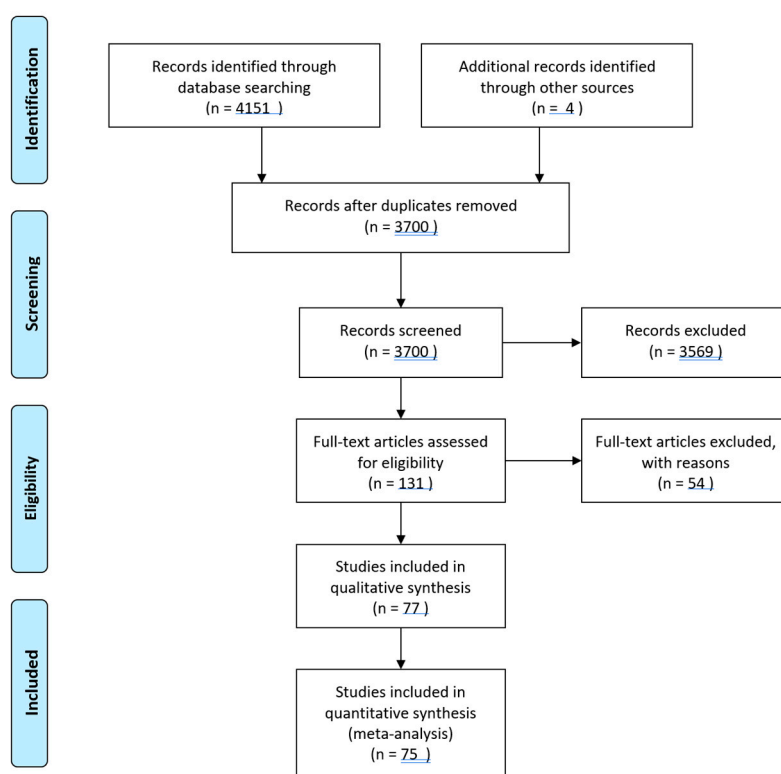 Identification
Records identified through
database searching
(n = 4151  )
Additional records identified
through other sources
(n =  4 )
Records after duplicates removed
(n = 3700 )
Screening
Records screened
(n = 3700 )
Records excluded
(n = 3569 )
Eligibility
Full-text articles assessed
for eligibility
(n = 131 )
Full-text articles excluded,
with reasons
(n = 54 )
Studies included in
qualitative synthesis
(n = 77 )
Included
Studies included in
quantitative synthesis
(meta-analysis)
(n = 75  )